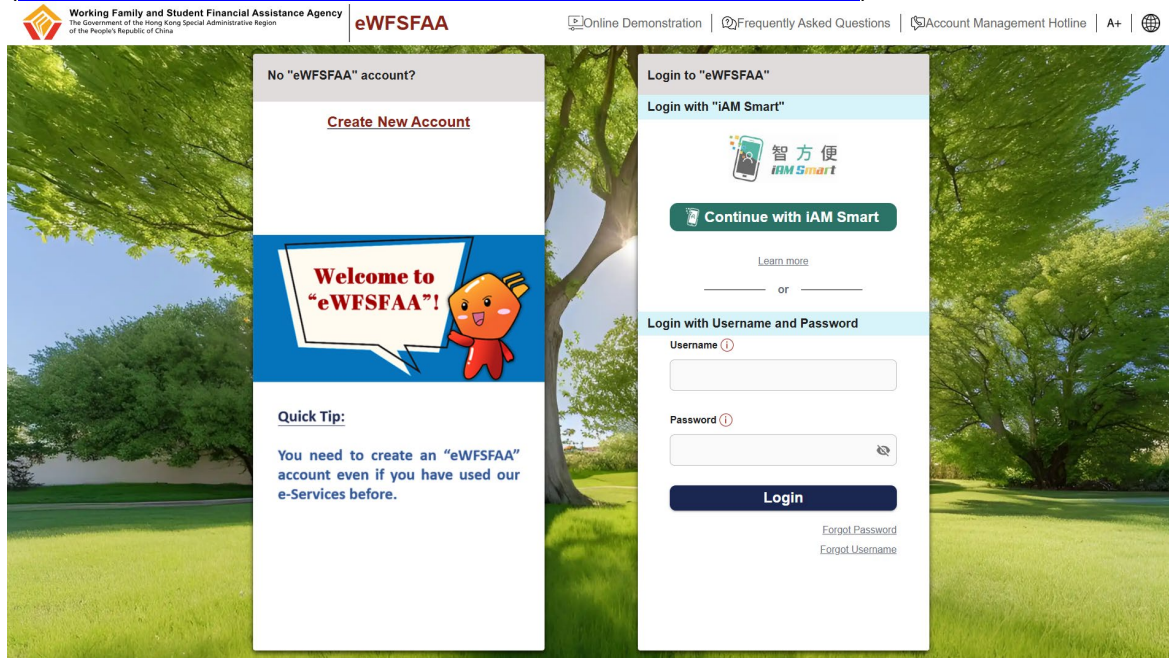 Working Family and Student Financial Assistance Agency
The Government of the Hong Kong Special Administrative Region
of the People's Republic of China
eWFSFAA
Online Demonstration
Frequently Asked Questions
Account Management Hotline
A+
No "eWFSFAA" account?
Create New Account
Welcome to
“eWFSFAA”!
Quick Tip:
You need to create an “eWFSFAA”
account even if you have used our
e-Services before.
Login to "eWFSFAA"
Login with "iAM Smart"
智方便
iAM Smart
Continue with iAM Smart
Learn more
or
Login with Username and Password
Username
Password
Login
Forgot Password
Forgot Username